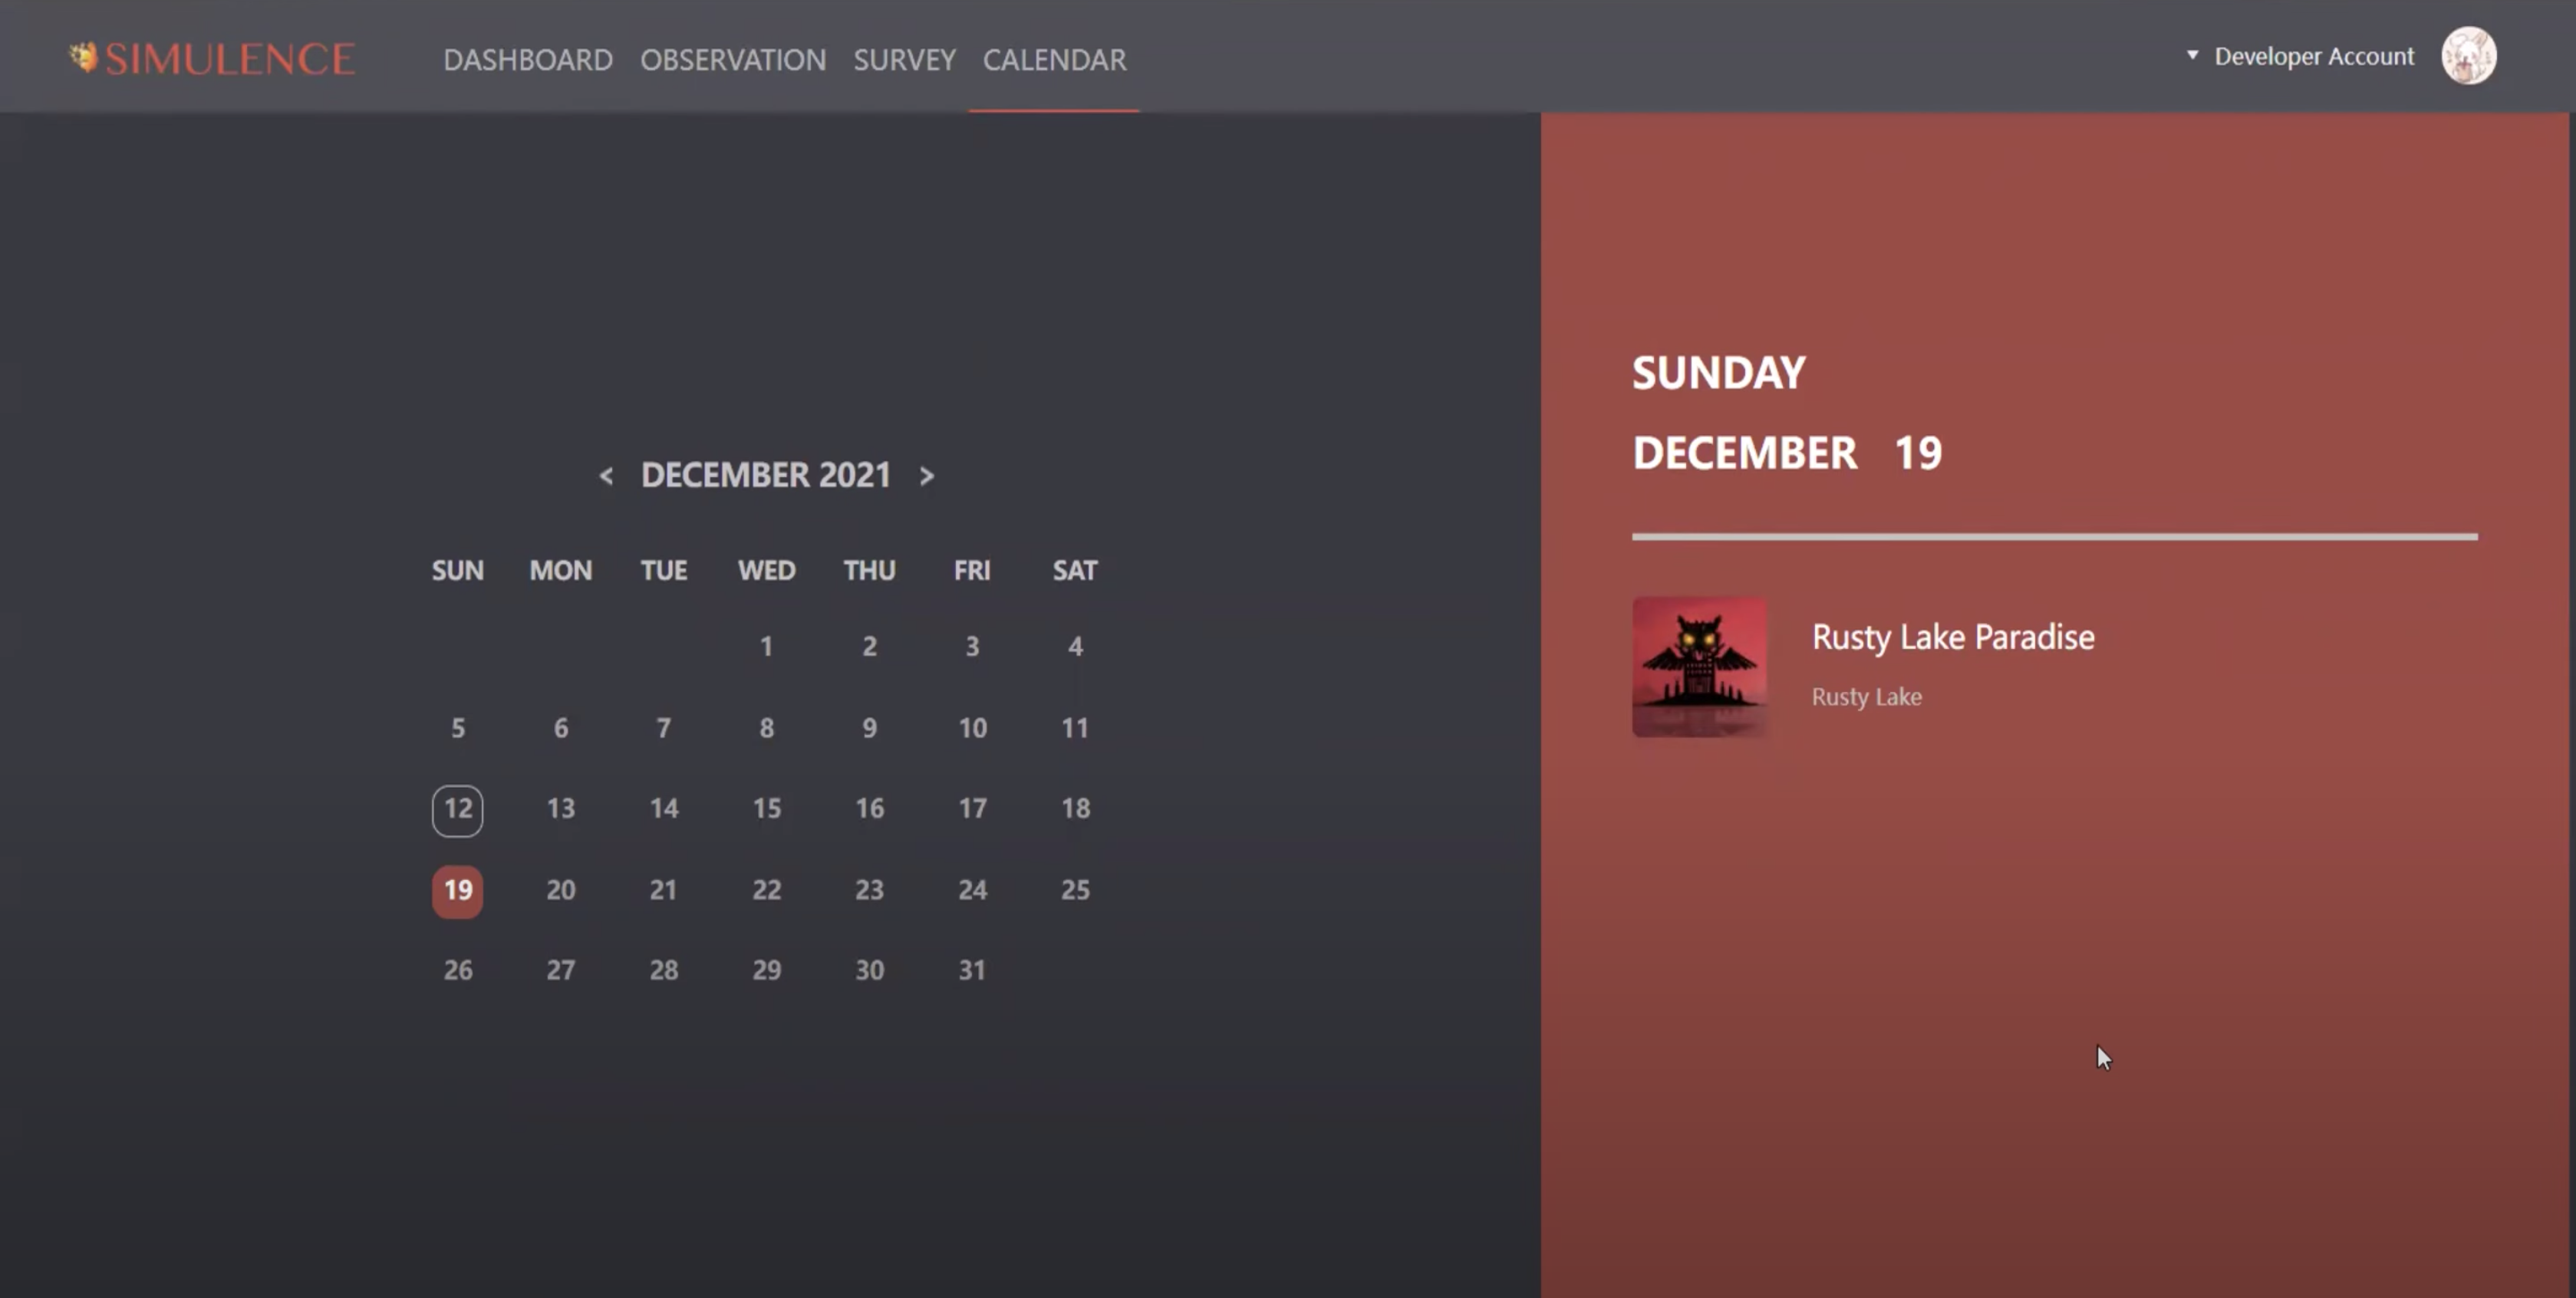 SIMULENCE
DASHBOARD OBSERVATION SURVEY CALENDAR
Developer Account
< DECEMBER 2021 >
SUN MON TUE WED THU FRI SAT
1 2 3 4
5 6 7 8 9 10 11
12 13 14 15 16 17 18
19 20 21 22 23 24 25
26 27 28 29 30 31
SUNDAY
DECEMBER 19
Rusty Lake Paradise
Rusty Lake